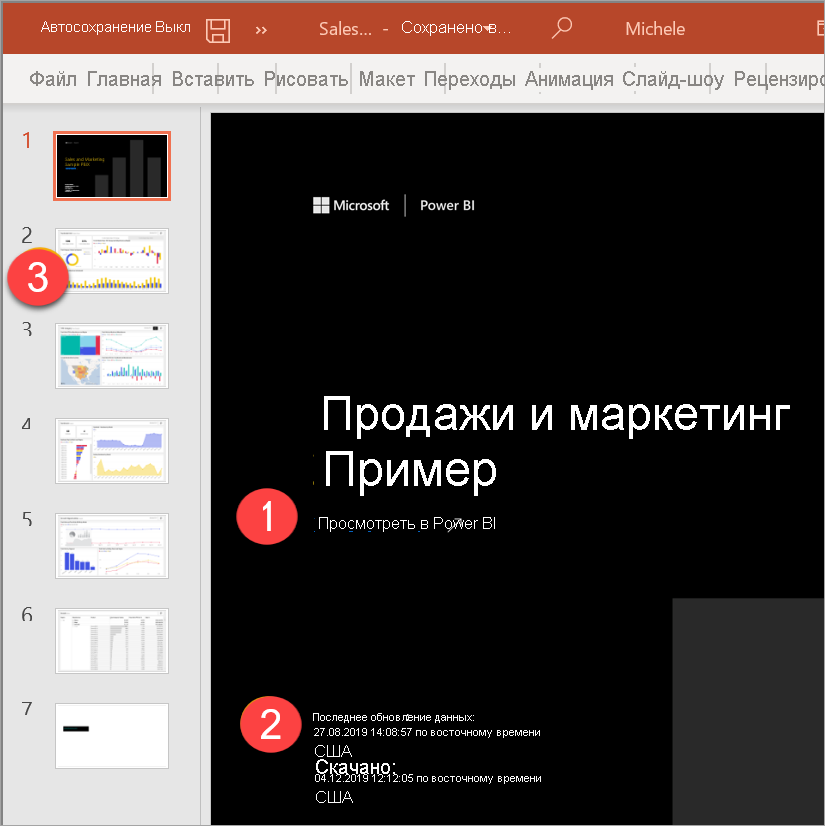 Автосохранение Выкл Sales... - Сохранено в... Michele
Файл Главная Вставить Рисовать Макет Переходы Анимация Слайд-шоу Рецензиро
1
2
3
3
4
5
6
7
Microsoft Power BI
Продажи и маркетинг
Пример
1
Просмотреть в Power BI
2
Последнее обновление данных:
27.08.2019 14:08:57 по восточному времени
США
Скачано:
04.12.2019 12:12:05 по восточному времени
США